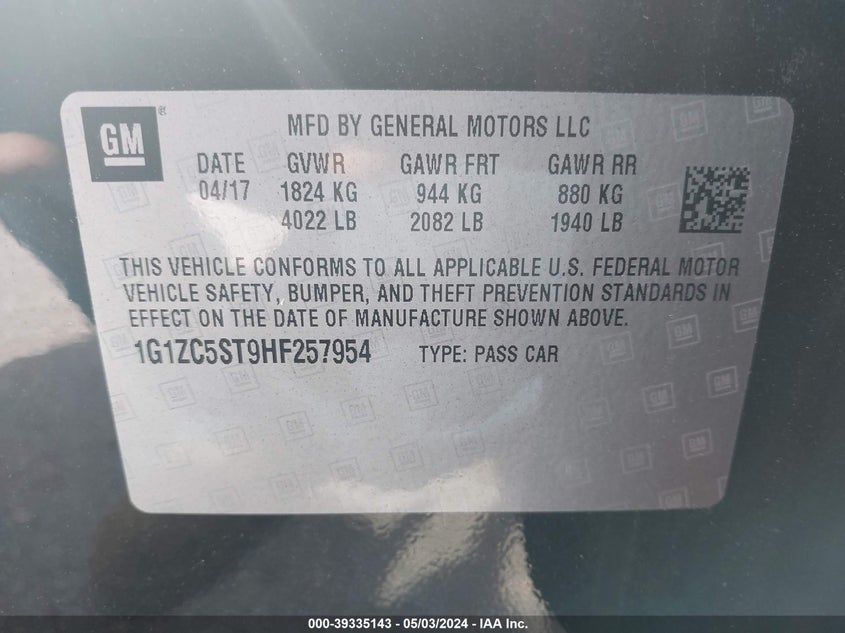 GM®
MFD BY GENERAL MOTORS LLC
DATE GVWR GAWR FRT GAWR RR
04/17 1824 KG 944 KG 880 KG
4022 LB 2082 LB 1940 LB
THIS VEHICLE CONFORMS TO ALL APPLICABLE U.S. FEDERAL MOTOR
VEHICLE SAFETY, BUMPER, AND THEFT PREVENTION STANDARDS IN
EFFECT ON THE DATE OF MANUFACTURE SHOWN ABOVE.
1G1ZC5ST9HF257954 TYPE: PASS CAR
000-39335143 - 05/03/2024 - IAA Inc.